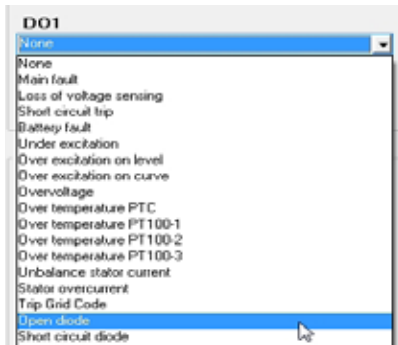 DO1
None
None
Main fault
Loss of voltage sensing
Short circuit trip
Battery fault
Under excitation
Over excitation on level
Over excitation on curve
Overvoltage
Over temperature PTC
Over temperature PT100-1
Over temperature PT100-2
Over temperature PT100-3
Unbalance stator current
Stator overcurrent
Trip Grid Code
Open diode
Short circuit diode